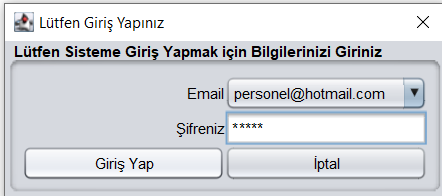 Lütfen Giriş Yapınız
Lütfen Sisteme Giriş Yapmak için Bilgilerinizi Giriniz
Email personel@hotmail.com
Şifreniz *****
Giriş Yap İptal